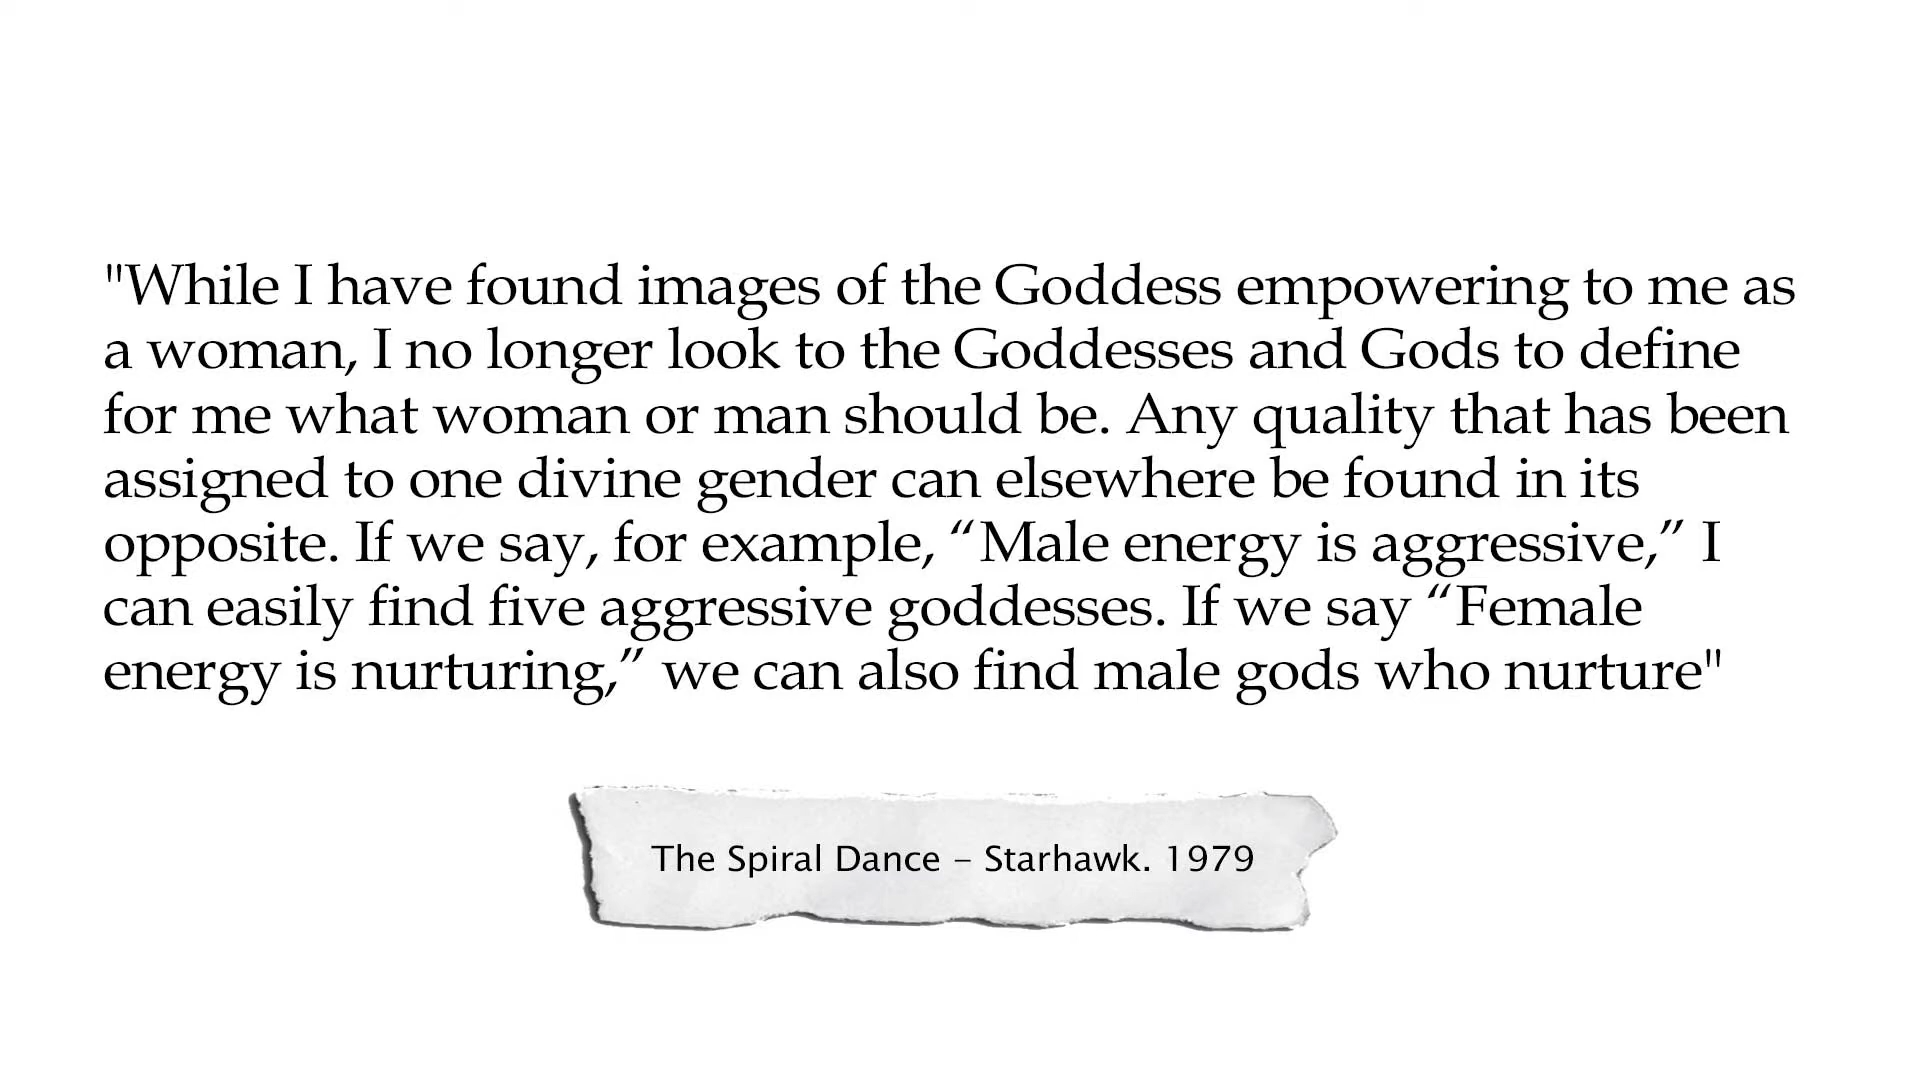 "While I have found images of the Goddess empowering to me as
a woman, I no longer look to the Goddesses and Gods to define
for me what woman or man should be. Any quality that has been
assigned to one divine gender can elsewhere be found in its
opposite. If we say, for example, “Male energy is aggressive,” I
can easily find five aggressive goddesses. If we say “Female
energy is nurturing,” we can also find male gods who nurture"
The Spiral Dance – Starhawk. 1979